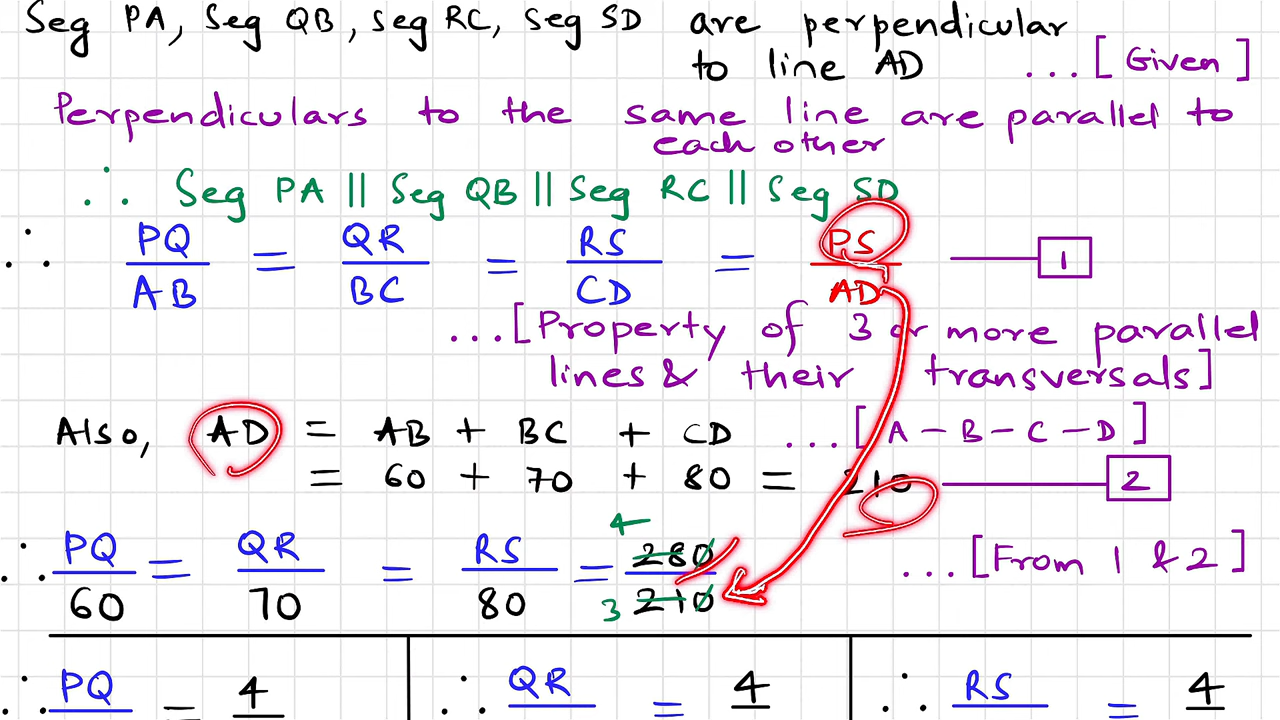 Seg PA, Seg QB, Seg RC, Seg SD are perpendicular
to line AD ...[Given]
Perpendiculars to the same line are parallel to
each other
∴ Seg PA || Seg QB || Seg RC || Seg SD
∴ PQ/AB = QR/BC = RS/CD = PS/AD — 1
...[Property of 3 or more parallel
lines & their transversals]
Also, AD = AB + BC + CD ...[A-B-C-D]
= 60 + 70 + 80 = 210 — 2
4
∴ PQ/60 = QR/70 = RS/80 = 280/210 ...[From 1 & 2]
3
∴ PQ = 4 ∴ QR = 4 ∴ RS = 4